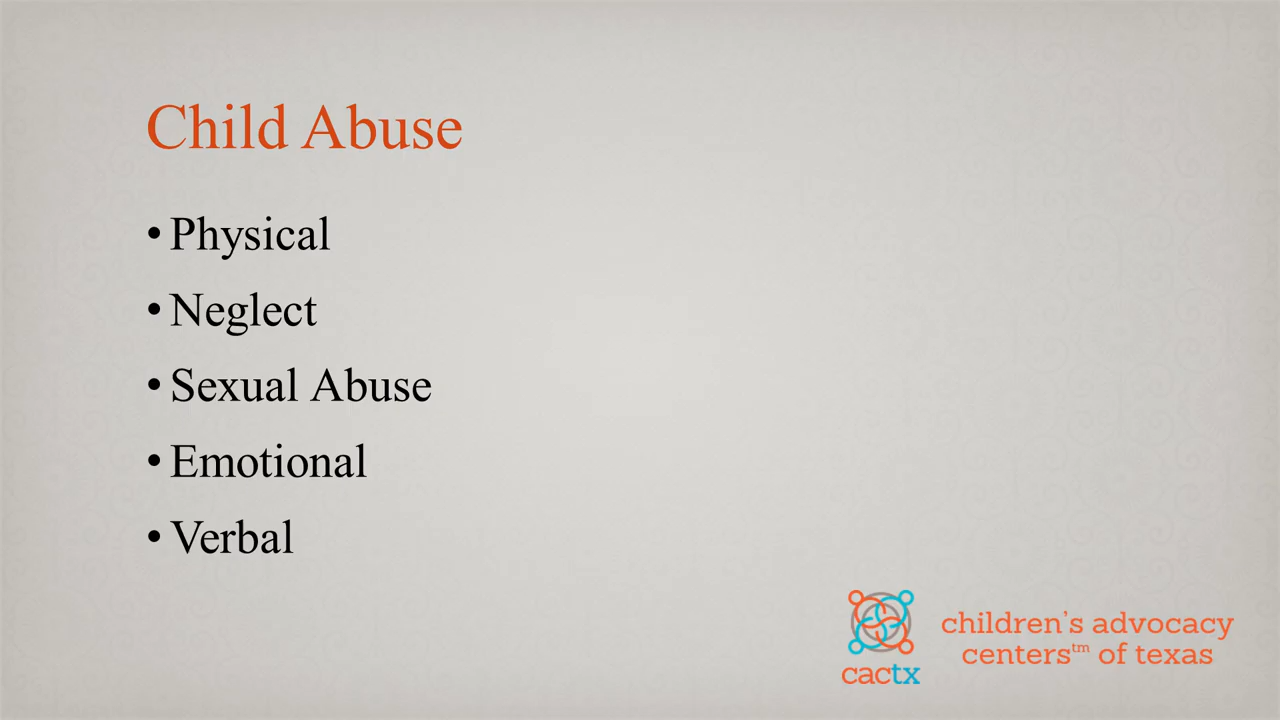 Child Abuse
• Physical
• Neglect
• Sexual Abuse
• Emotional
• Verbal
cactx
children's advocacy
centers™ of texas